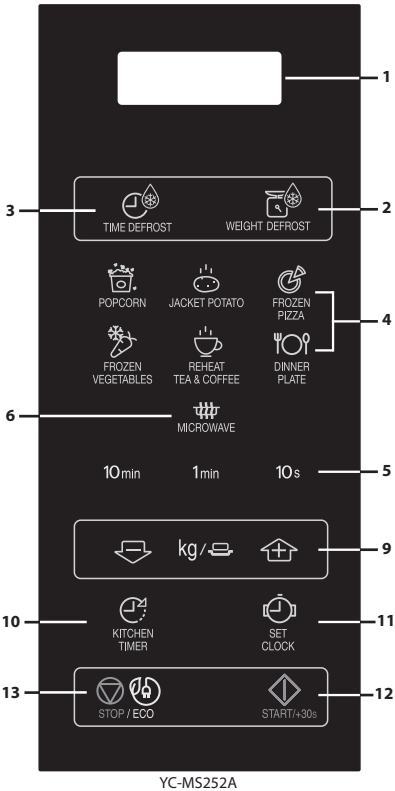 1
3
TIME DEFROST
WEIGHT DEFROST
2
POPCORN
JACKET POTATO
FROZEN
PIZZA
4
FROZEN
VEGETABLES
REHEAT
TEA & COFFEE
DINNER
PLATE
6
MICROWAVE
10min
1min
10s
5
kg/
9
10
KITCHEN
TIMER
SET
CLOCK
11
13
STOP / ECO
START/+30s
12
YC-MS252A